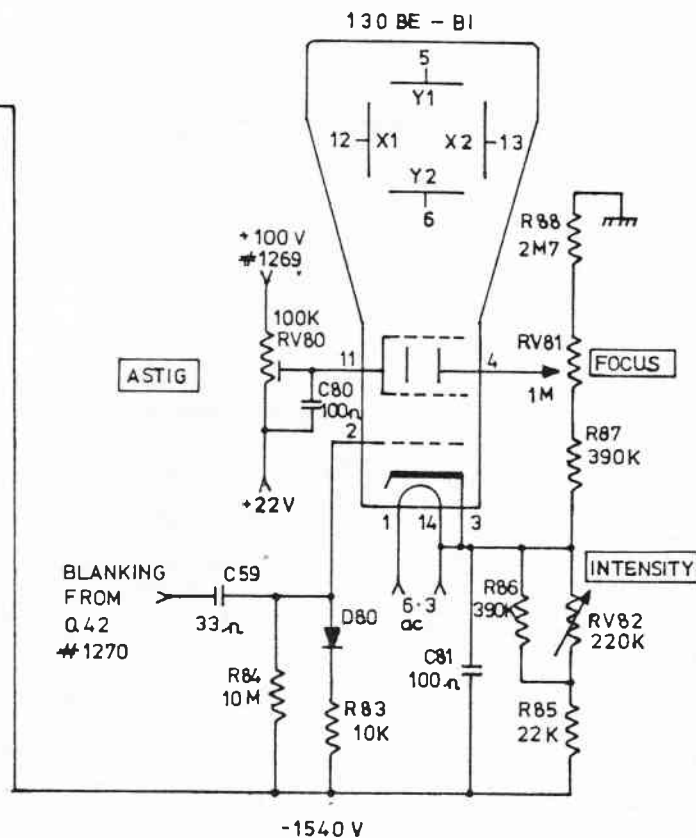 130 BE - B1
5
Y1
12 X1 X2 13
Y2
6
R88
2M7
+100V
#1269
100K
RV80
ASTIG
11
4
RV81
FOCUS
1M
C80
100n
2
R87
390K
+22V
1 14 3
BLANKING
FROM
Q42
#1270
C59
33n
6·3
ac
D80
R86
390K
INTENSITY
RV82
220K
C81
100n
R84
10M
R83
10K
R85
22K
-1540 V